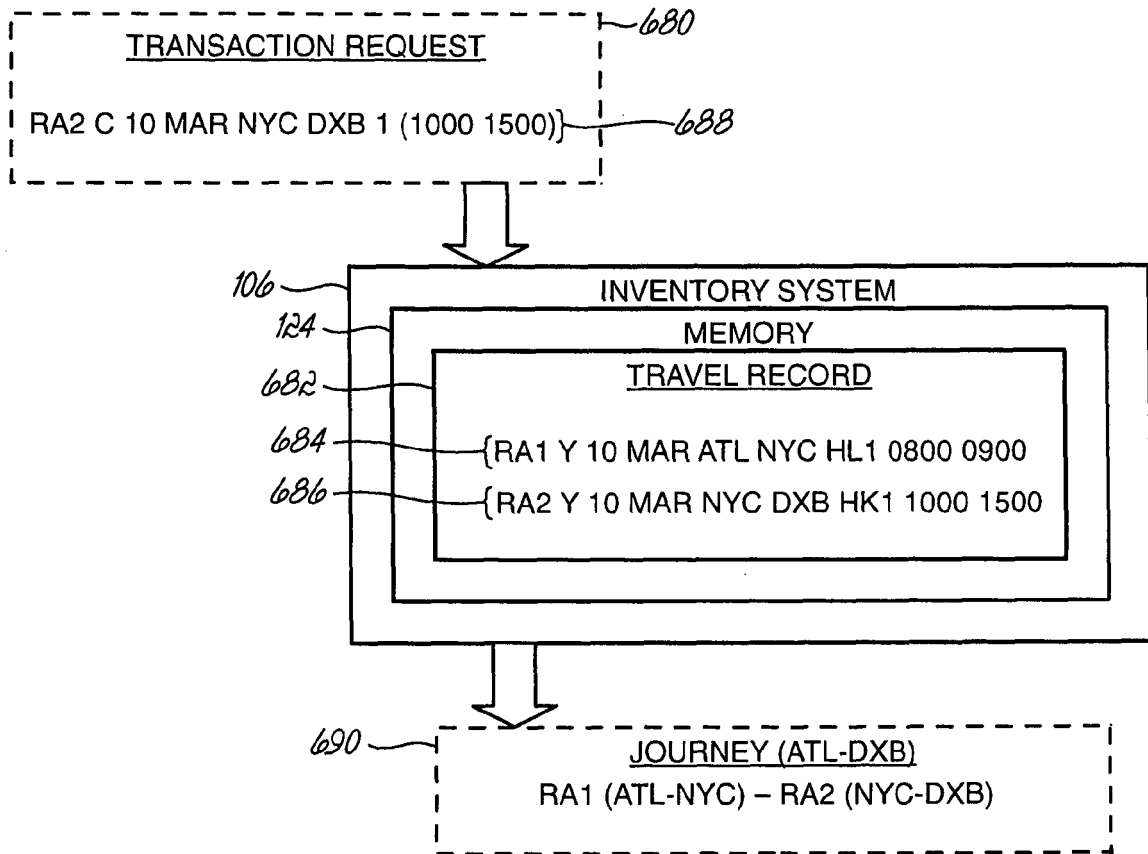 680
TRANSACTION REQUEST
RA2 C 10 MAR NYC DXB 1 (1000 1500)} 688
106
INVENTORY SYSTEM
124
MEMORY
682
TRAVEL RECORD
684 {RA1 Y 10 MAR ATL NYC HL1 0800 0900
686 {RA2 Y 10 MAR NYC DXB HK1 1000 1500
690
JOURNEY (ATL-DXB)
RA1 (ATL-NYC) – RA2 (NYC-DXB)